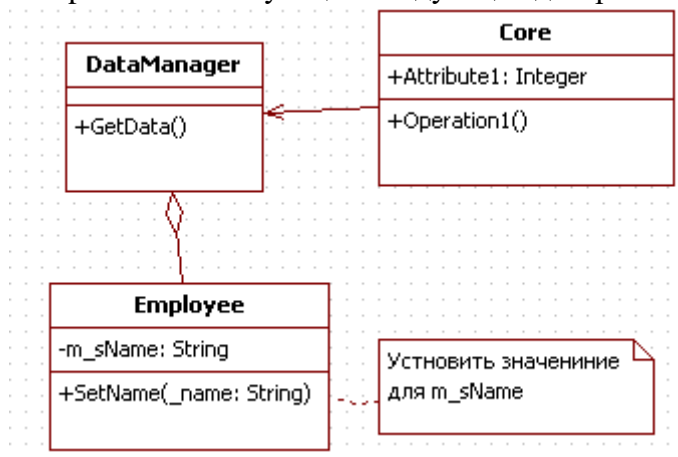 Core
+Attribute1: Integer
+Operation1()
DataManager
+GetData()
Employee
-m_sName: String
+SetName(_name: String)
Устновить значениние
для m_sName